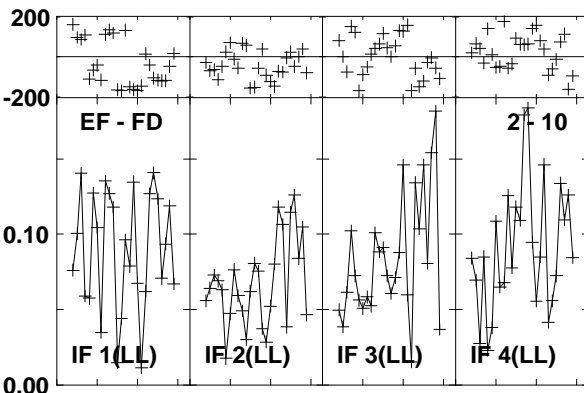 200
-200
EF - FD 2 - 10
0.10
IF 1(LL) IF 2(LL) IF 3(LL) IF 4(LL)
0.00